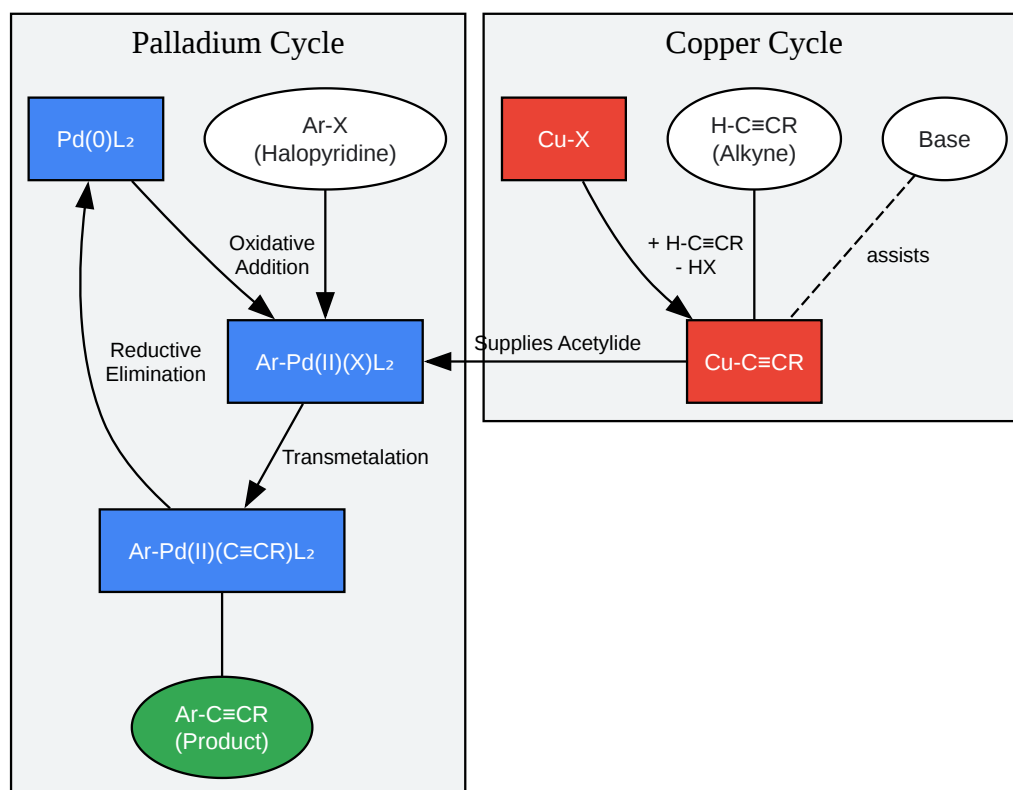 Palladium Cycle
Pd(0)L₂
Ar-X
(Halopyridine)
Oxidative
Addition
Reductive
Elimination
Ar-Pd(II)(X)L₂
Transmetalation
Ar-Pd(II)(C≡CR)L₂
Ar-C≡CR
(Product)
Supplies Acetylide
Copper Cycle
Cu-X
H-C≡CR
(Alkyne)
Base
+ H-C≡CR
- HX
assists
Cu-C≡CR